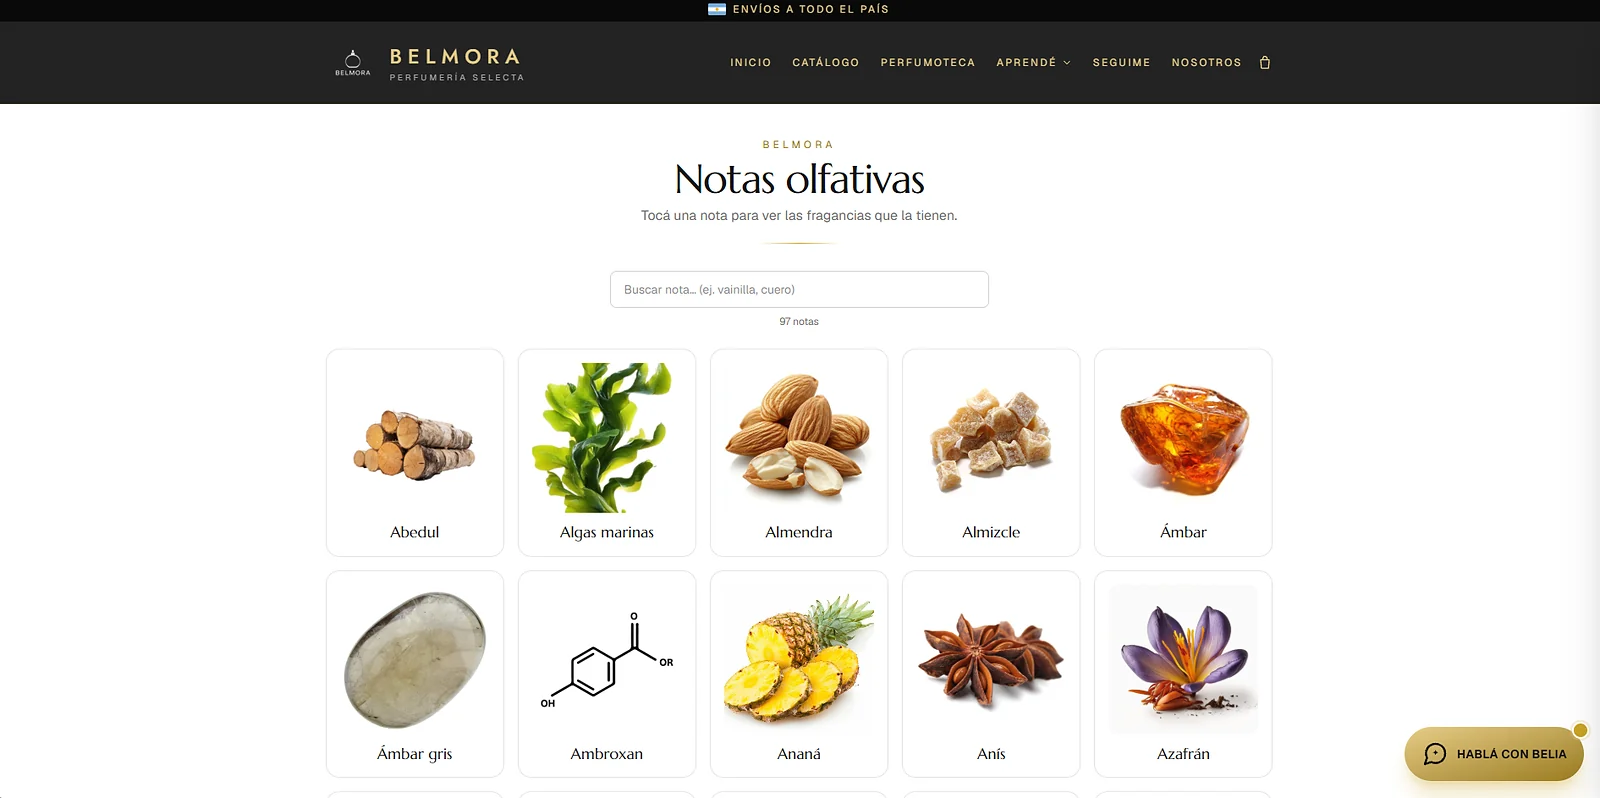 ENVÍOS A TODO EL PAÍS
BELMORA
BELMORA
PERFUMERÍA SELECTA
INICIO
CATÁLOGO
PERFUMOTECA
APRENDÉ
SEGUIME
NOSOTROS
BELMORA
Notas olfativas
Tocá una nota para ver las fragancias que la tienen.
Buscar nota... (ej. vainilla, cuero)
97 notas
Abedul
Algas marinas
Almendra
Almizcle
Ámbar
O
OR
OH
Ámbar gris
Ambroxan
Ananá
Anís
Azafrán
HABLÁ CON BELIA